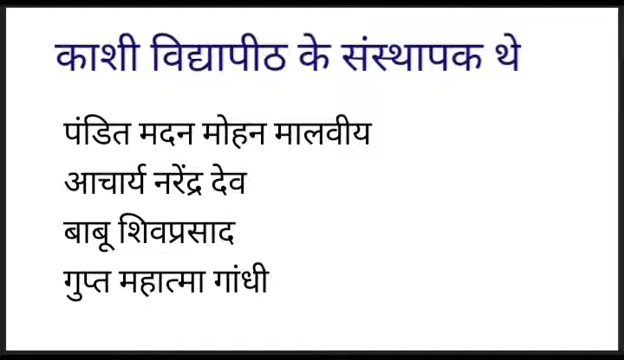 काशी विद्यापीठ के संस्थापक थे
पंडित मदन मोहन मालवीय
आचार्य नरेंद्र देव
बाबू शिवप्रसाद
गुप्त महात्मा गांधी